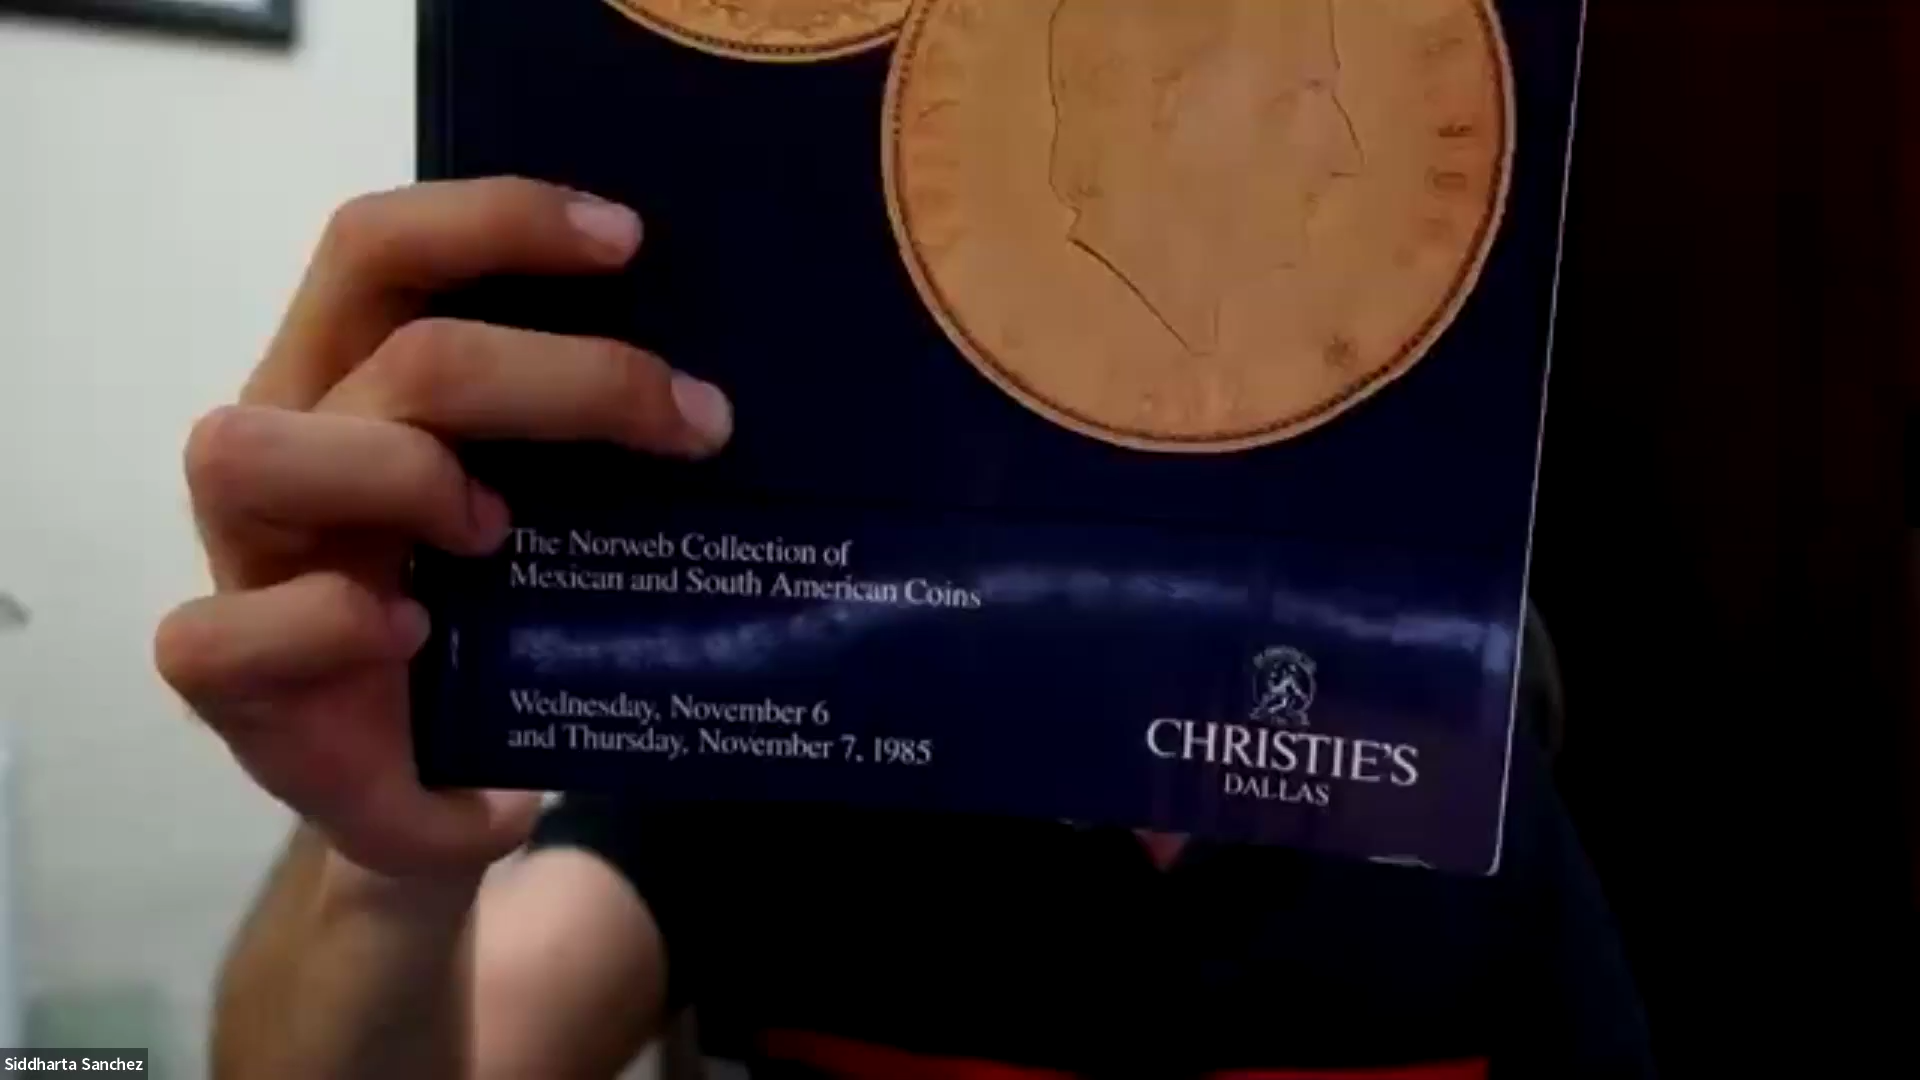 The Norweb Collection of
Mexican and South American Coins
Wednesday, November 6
and Thursday, November 7, 1985
CHRISTIE'S
DALLAS
Siddharta Sanchez